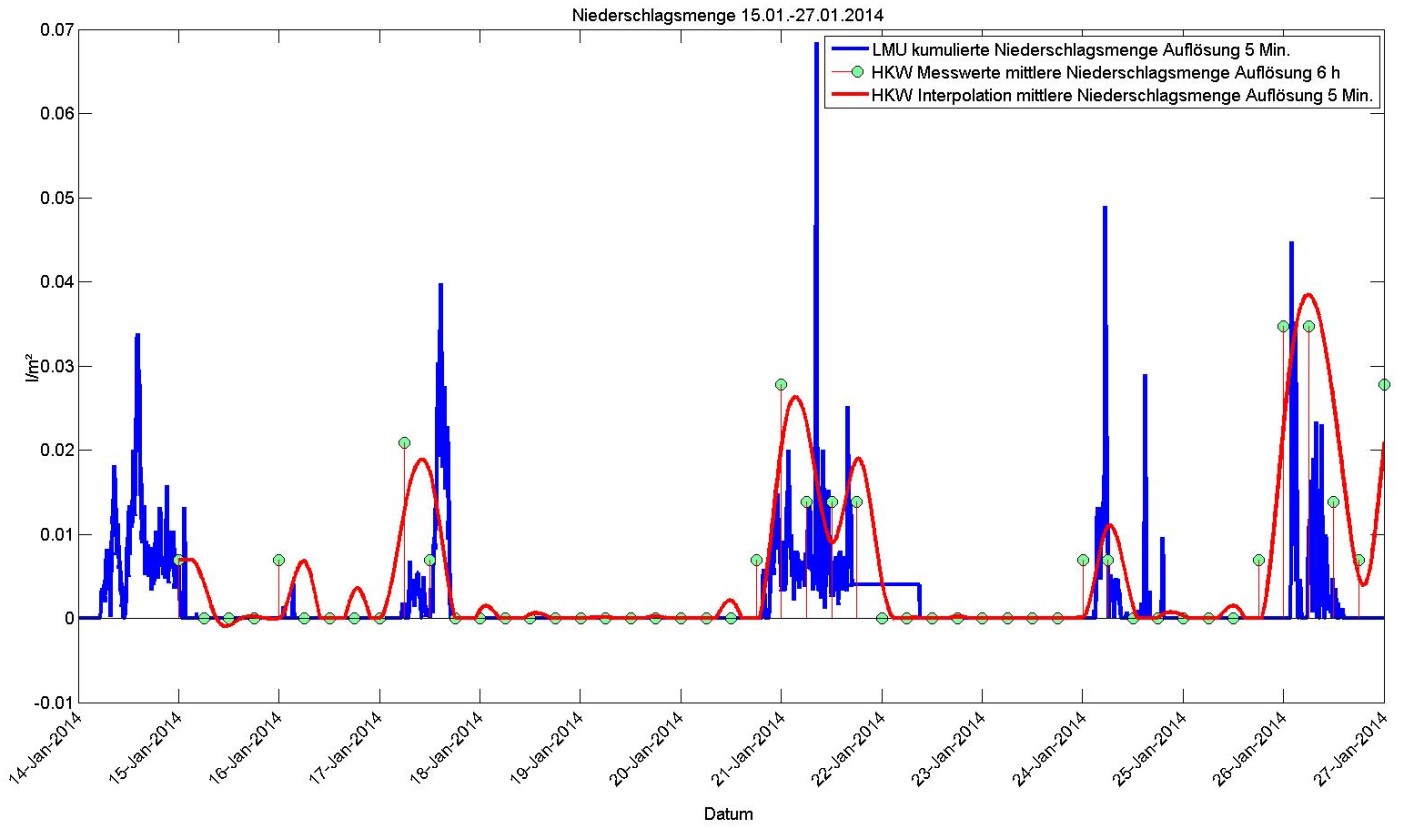 Niederschlagsmenge 15.01.-27.01.2014
LMU kumulierte Niederschlagsmenge Auflösung 5 Min.
HKW Messwerte mittlere Niederschlagsmenge Auflösung 6 h
HKW Interpolation mittlere Niederschlagsmenge Auflösung 5 Min.
0.07
0.06
0.05
0.04
0.03
0.02
0.01
0
-0.01
l/m²
14-Jan-2014
15-Jan-2014
16-Jan-2014
17-Jan-2014
18-Jan-2014
19-Jan-2014
20-Jan-2014
21-Jan-2014
22-Jan-2014
23-Jan-2014
24-Jan-2014
25-Jan-2014
26-Jan-2014
27-Jan-2014
Datum